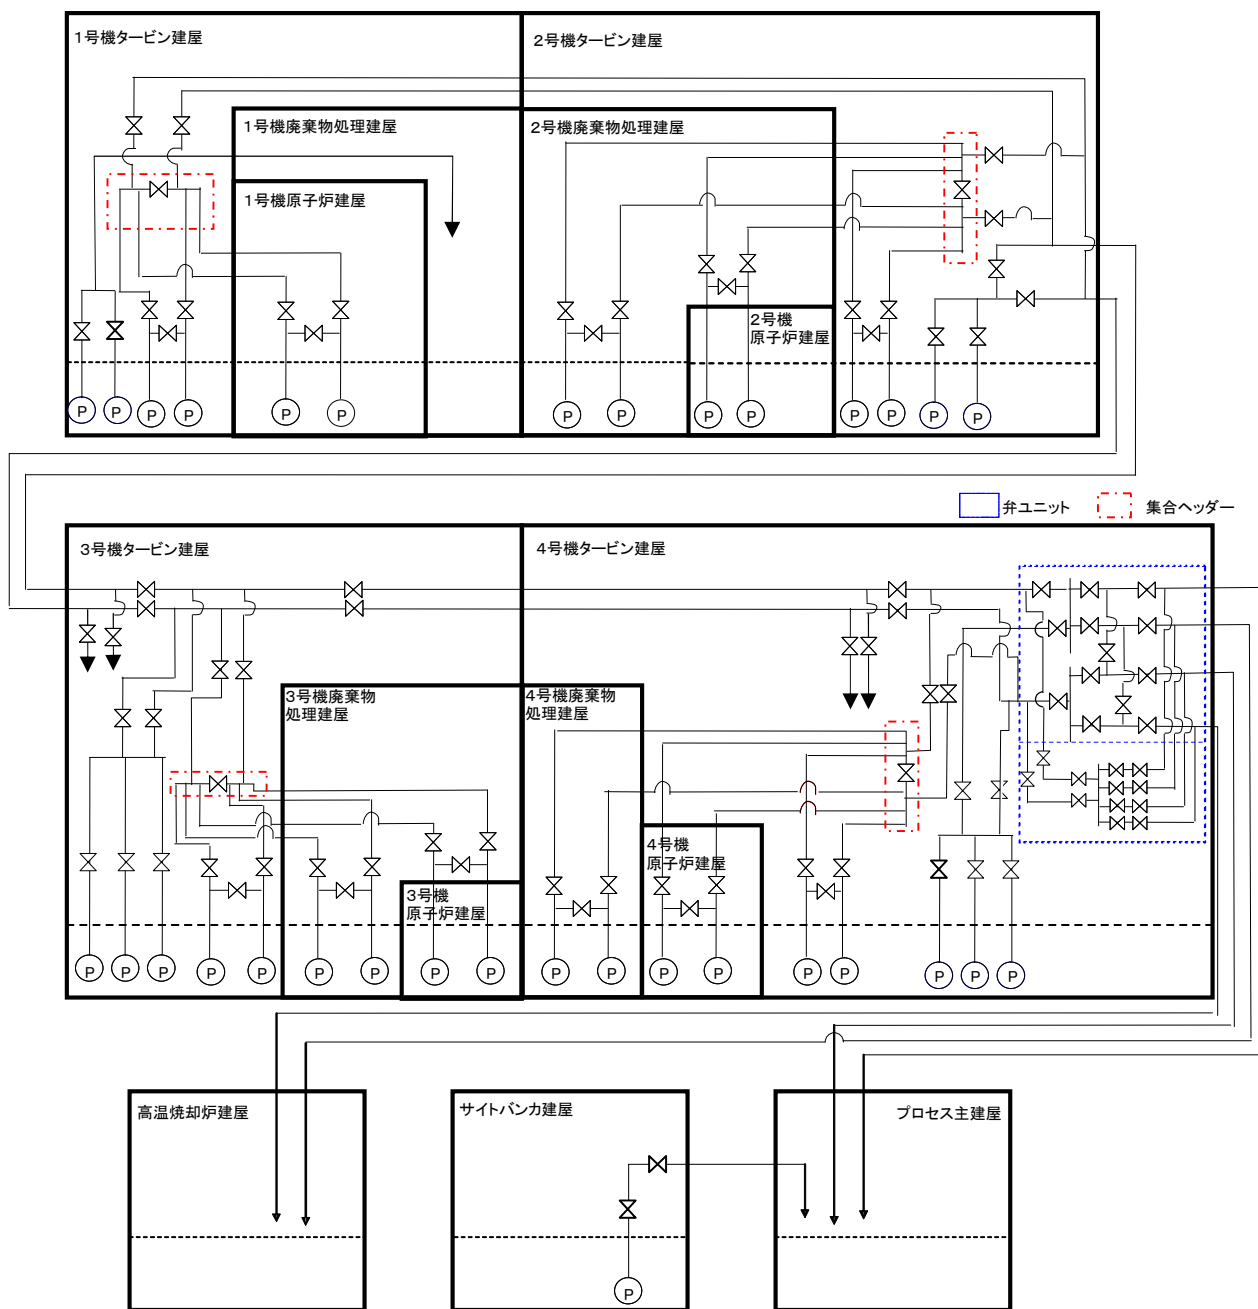 1号機タービン建屋
2号機タービン建屋
1号機廃棄物処理建屋
2号機廃棄物処理建屋
1号機原子炉建屋
2号機
原子炉建屋
P P P P P P P P P P P P P P
弁ユニット 集合ヘッダー
3号機タービン建屋
4号機タービン建屋
3号機廃棄物
処理建屋
4号機廃棄物
処理建屋
4号機
原子炉建屋
3号機
原子炉建屋
P P P P P P P P P P P P P P P P P P
高温焼却炉建屋
サイトバンカ建屋
プロセス主建屋
P